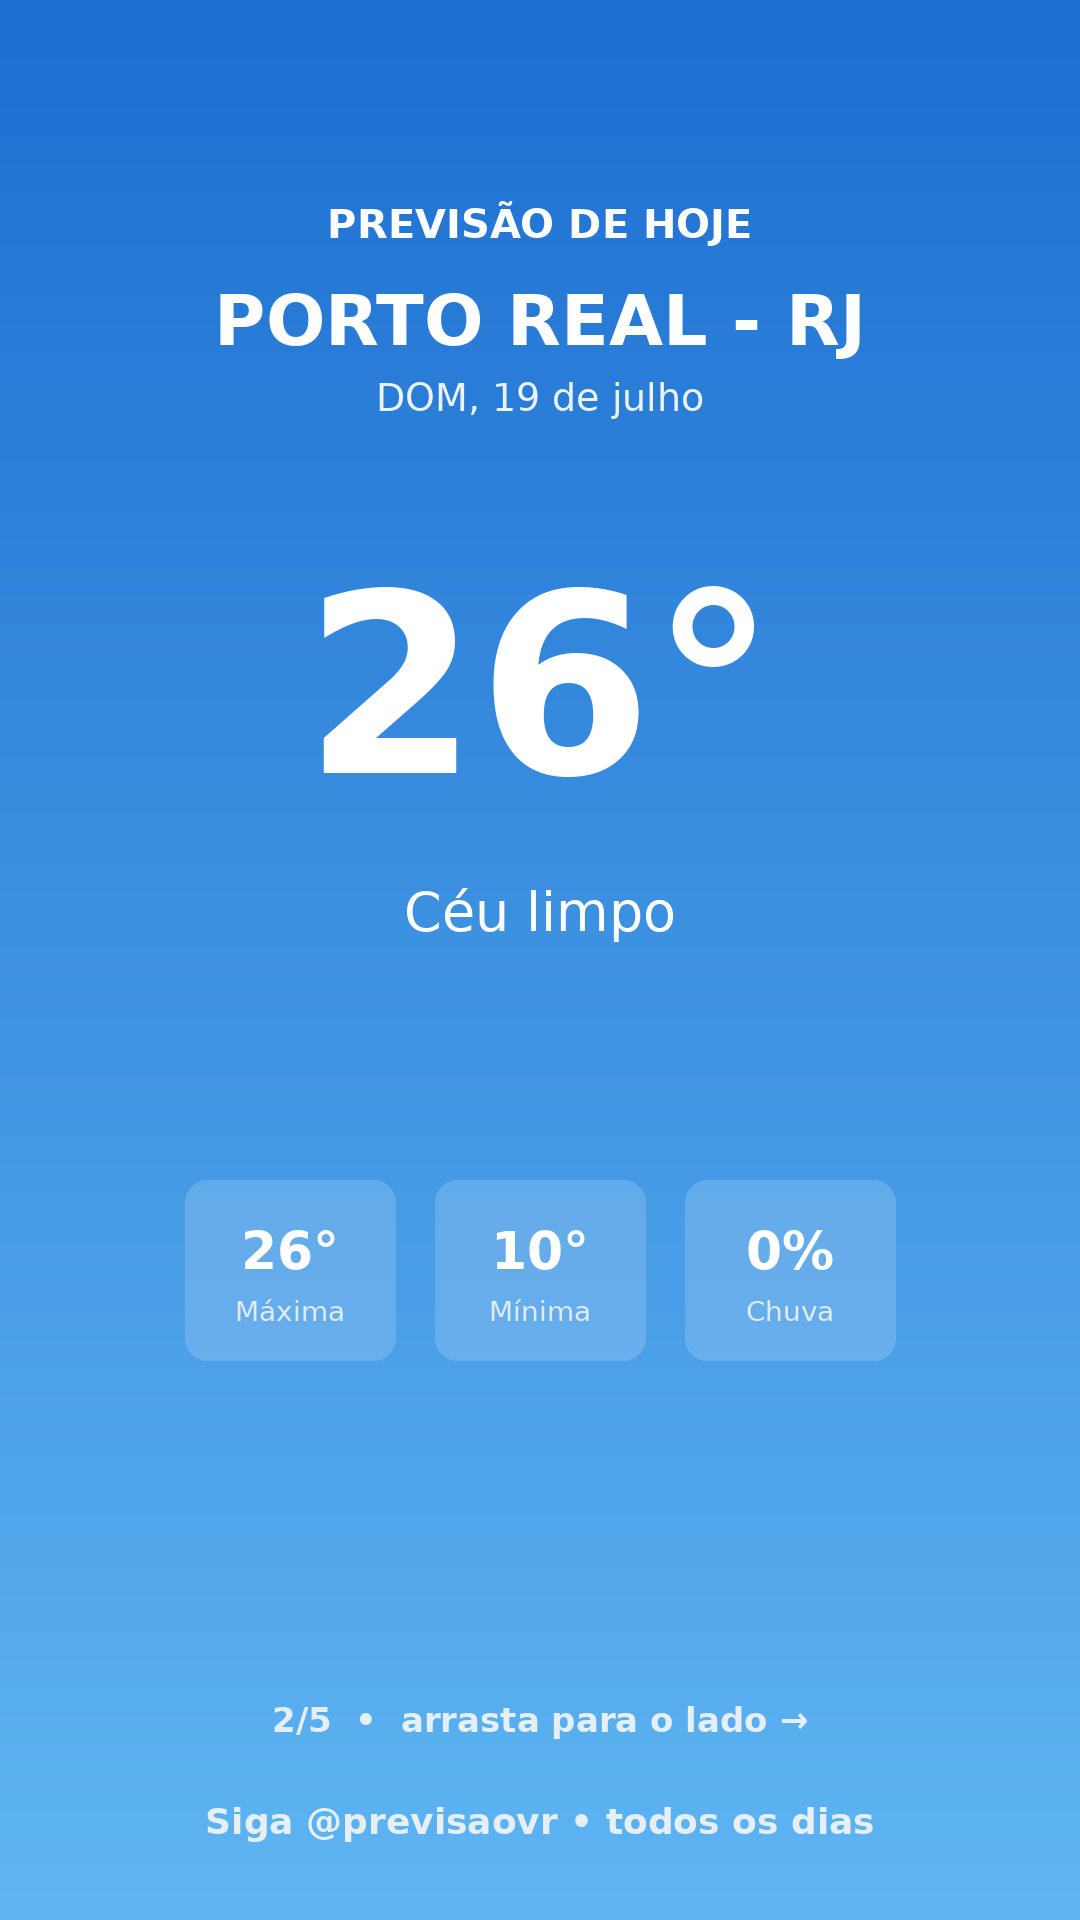 PREVISÃO DE HOJE
PORTO REAL - RJ
DOM, 19 de julho
26°
Céu limpo
26°
Máxima
10°
Mínima
0%
Chuva
2/5 • arrasta para o lado →
Siga @previsaovr • todos os dias